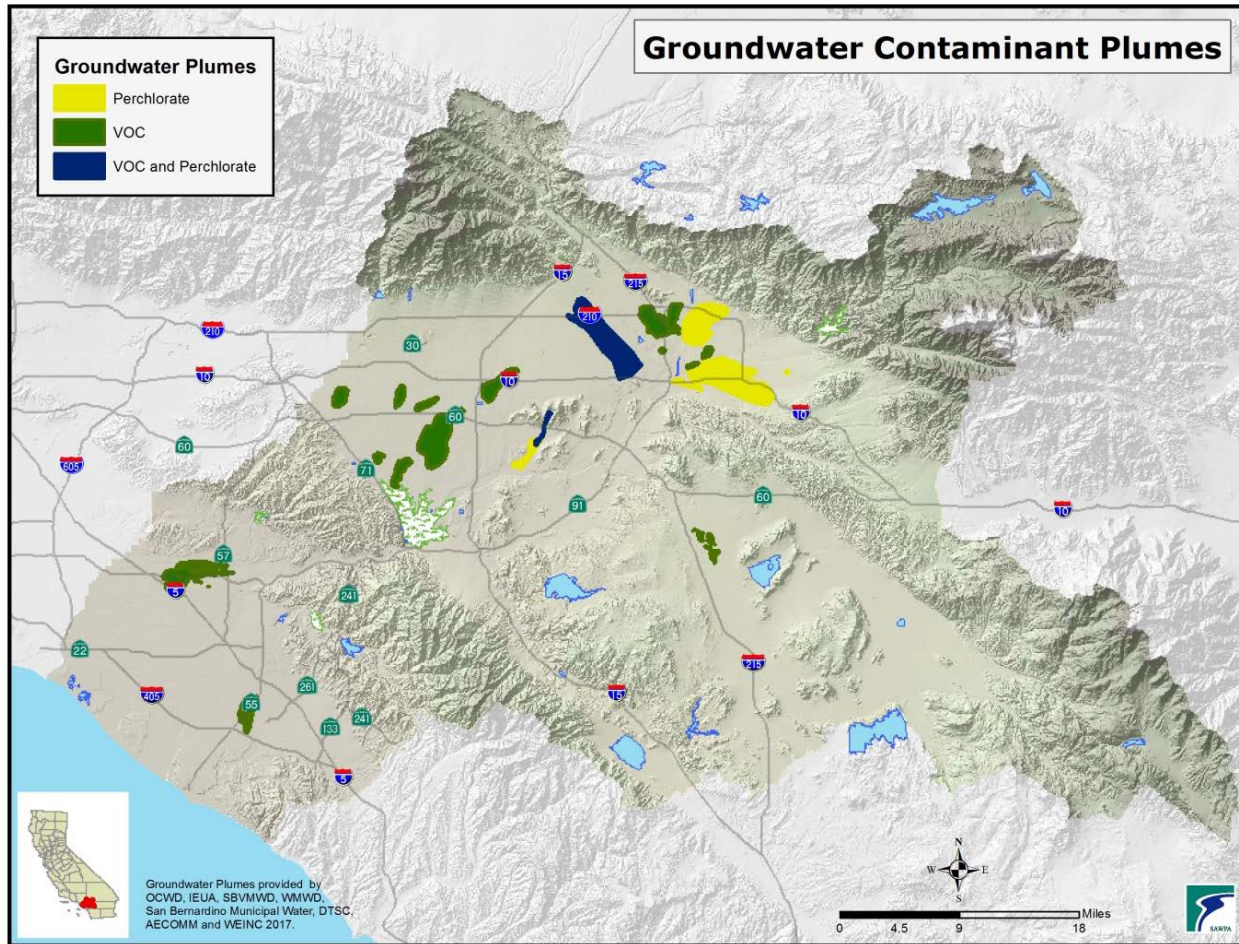 Groundwater Contaminant Plumes
Groundwater Plumes
Perchlorate
VOC
VOC and Perchlorate
15
215
210
210
30
10
10
60
10
60
605
71
91
60
10
57
5
241
22
405
55
261
133
241
5
15
215
Groundwater Plumes provided by
OCWD, IEUA, SBVMWD, WMWD,
San Bernardino Municipal Water, DTSC,
AECOMM and WEINC 2017.
N
W E
S
Miles
0 4.5 9 18
SAWPA